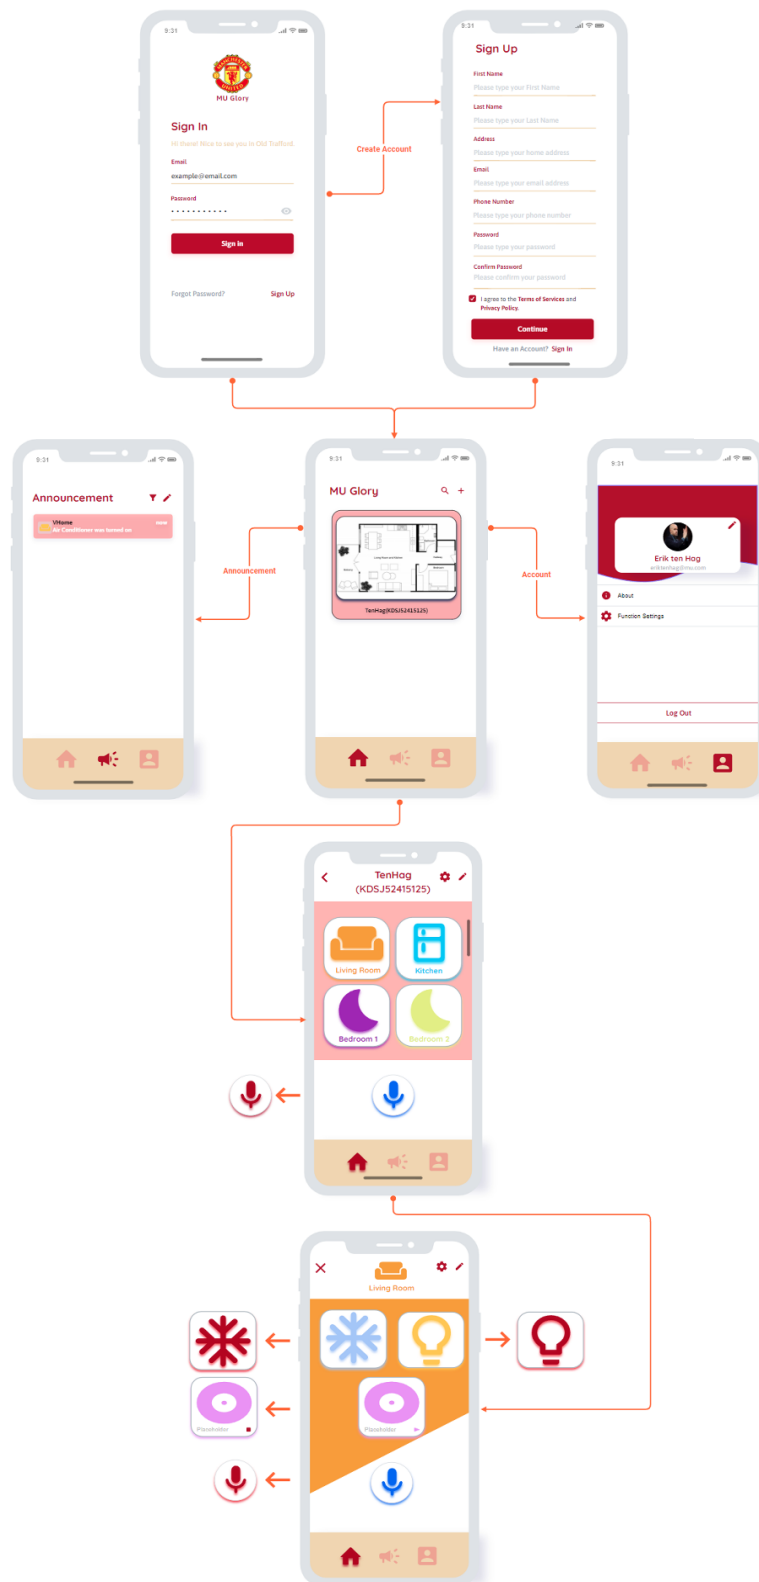 9:31
MANCHESTER
UNITED
MU Glory
Sign In
Hi there! Nice to see you in Old Trafford.
Email
example@email.com
Password
Sign in
Forgot Password? Sign Up
Create Account
9:31
Sign Up
First Name
Please type your First Name
Last Name
Please type your Last Name
Address
Please type your home address
Email
Please type your email address
Phone Number
Please type your phone number
Password
Please type your password
Confirm Password
Please confirm your password
I agree to the Terms of Services and
Privacy Policy.
Continue
Have an Account? Sign In
9:31
Announcement
VHome
Air Conditioner was turned on
Announcement
9:31
MU Glory
TenHag(KDSJ52415125)
Account
9:31
Erik ten Hag
eriktenhag@mu.com
About
Function Settings
Log Out
TenHag
(KDSJ52415125)
Living Room
Kitchen
Bedroom 1
Bedroom 2
Living Room
Placeholder
Placeholder